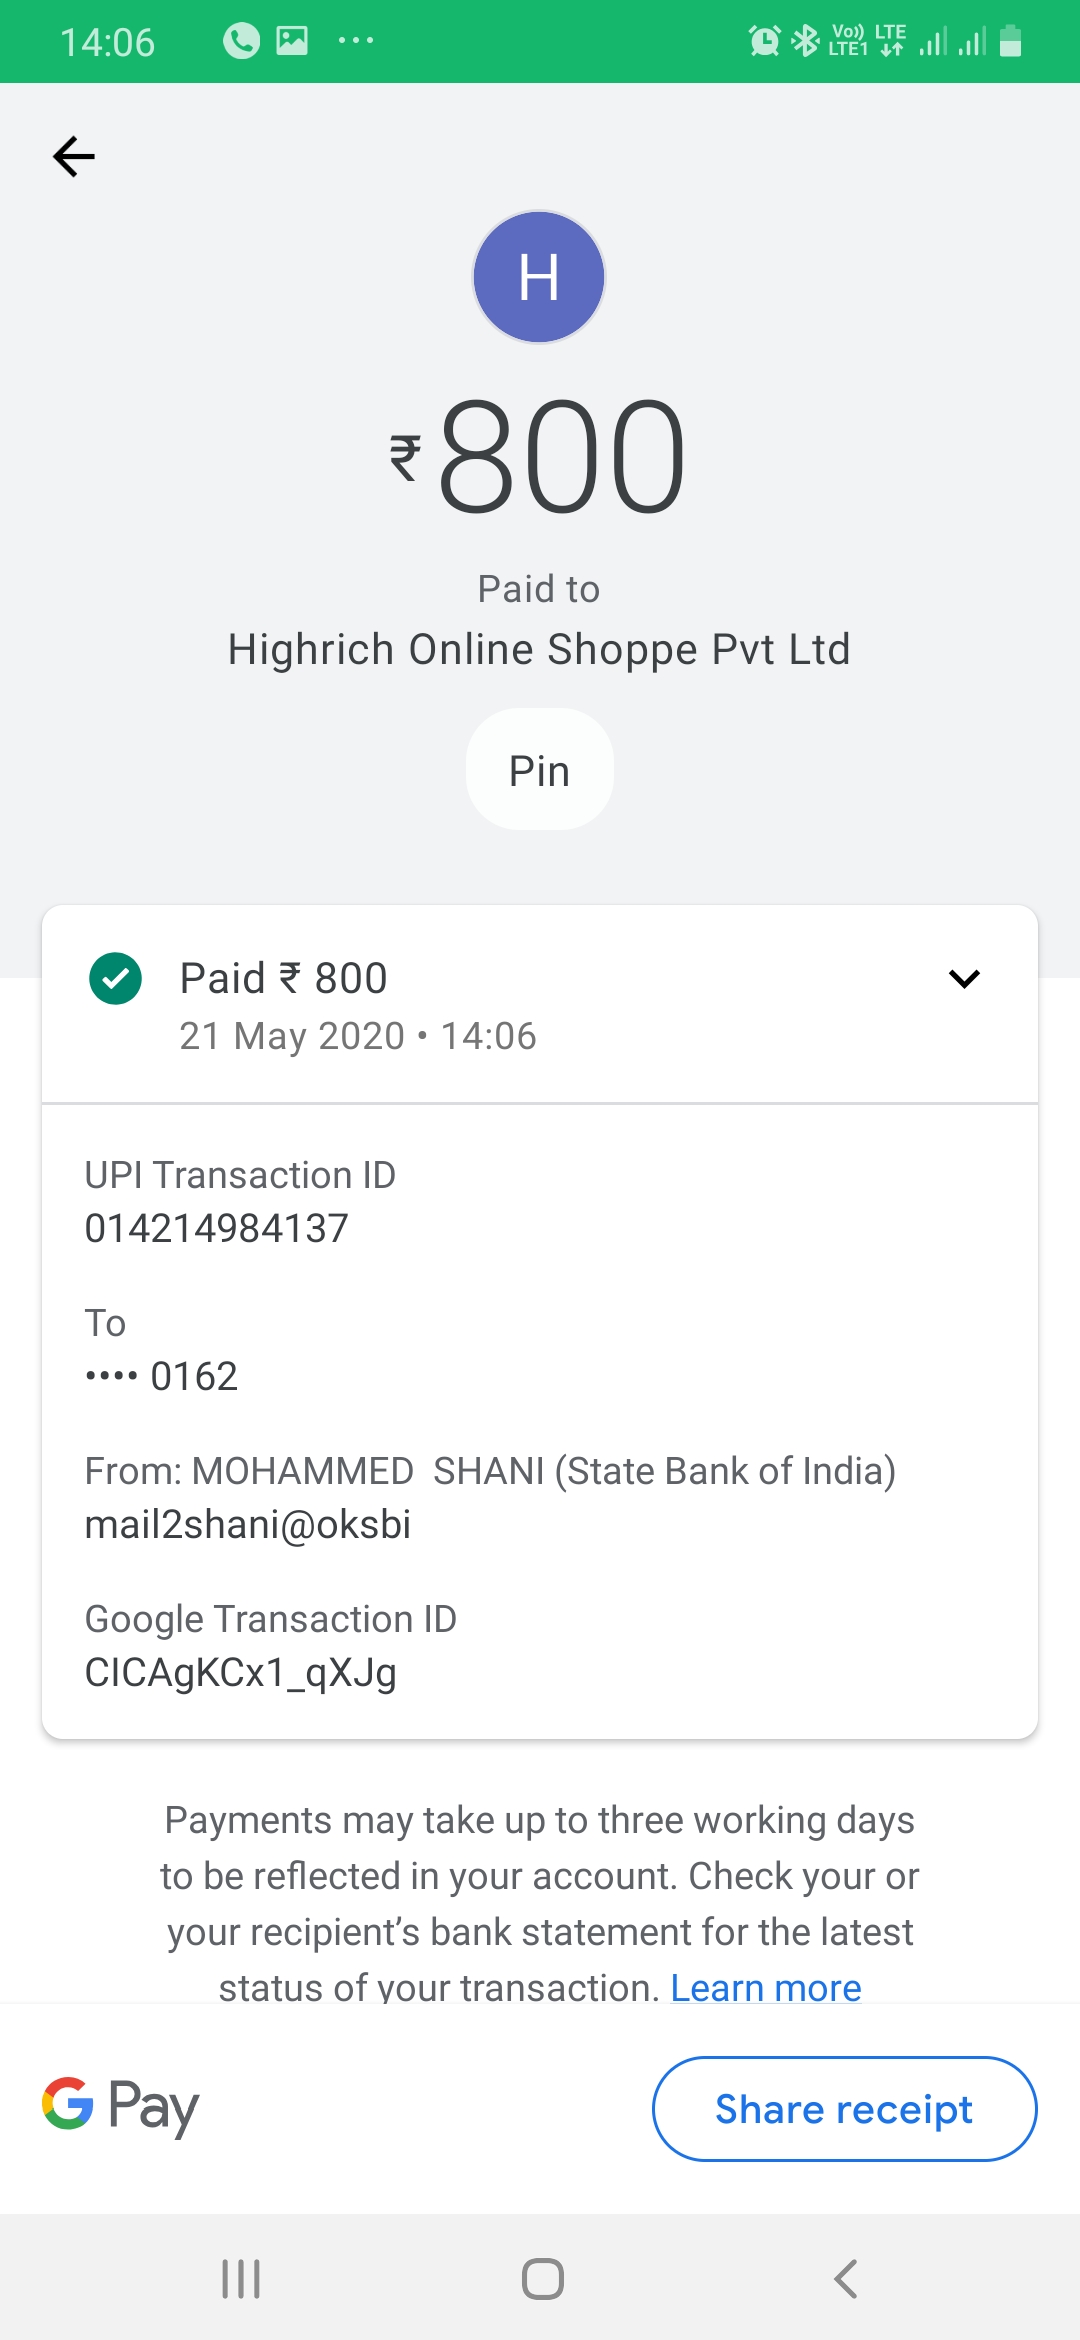 14:06
Vo)) LTE
LTE1
H
₹800
Paid to
Highrich Online Shoppe Pvt Ltd
Pin
Paid ₹ 800
21 May 2020 • 14:06
UPI Transaction ID
014214984137
To
•••• 0162
From: MOHAMMED  SHANI (State Bank of India)
mail2shani@oksbi
Google Transaction ID
CICAgKCx1_qXJg
Payments may take up to three working days
to be reflected in your account. Check your or
your recipient’s bank statement for the latest
status of your transaction. Learn more
G Pay
Share receipt